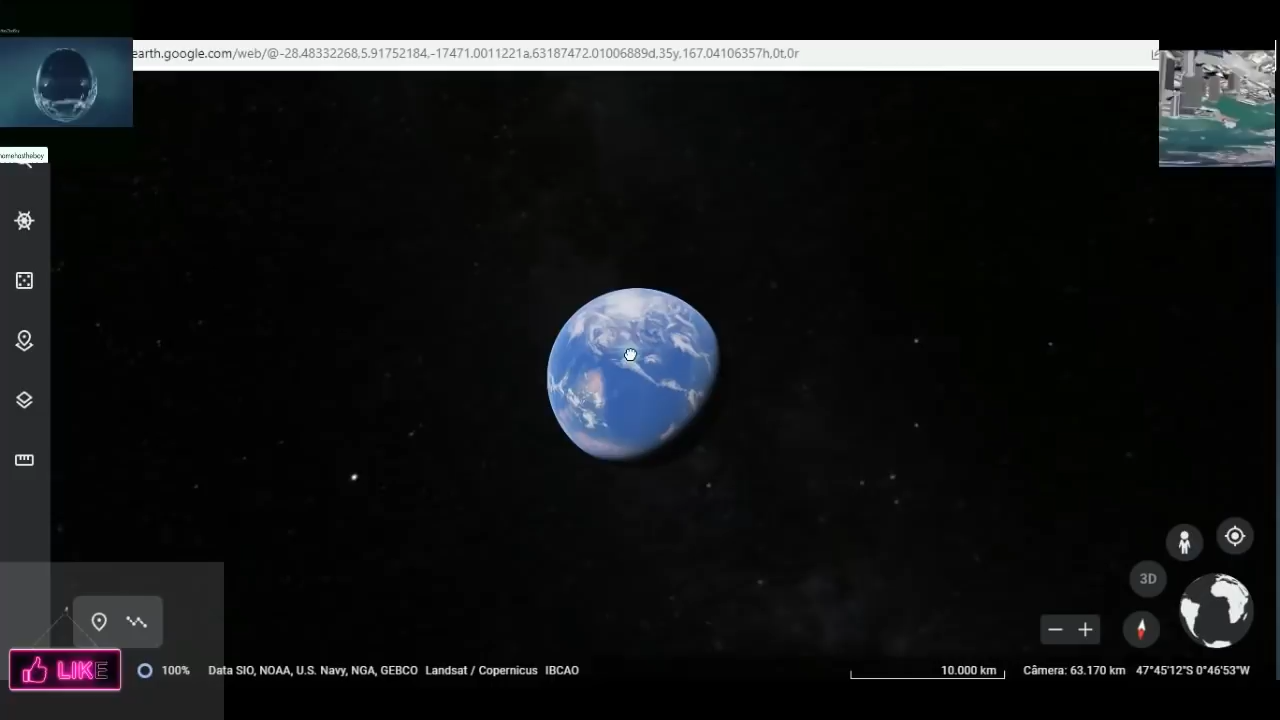 earth.google.com/web/@-28.48332268,5.91752184,-17471.0011221a,63187472.01006889d,35y,167.04106357h,0t,0r
homehostheboy
3D
LIKE
100%
Data SIO, NOAA, U.S. Navy, NGA, GEBCO Landsat / Copernicus IBCAO
10.000 km
Câmera: 63.170 km 47°45'12"S 0°46'53"W